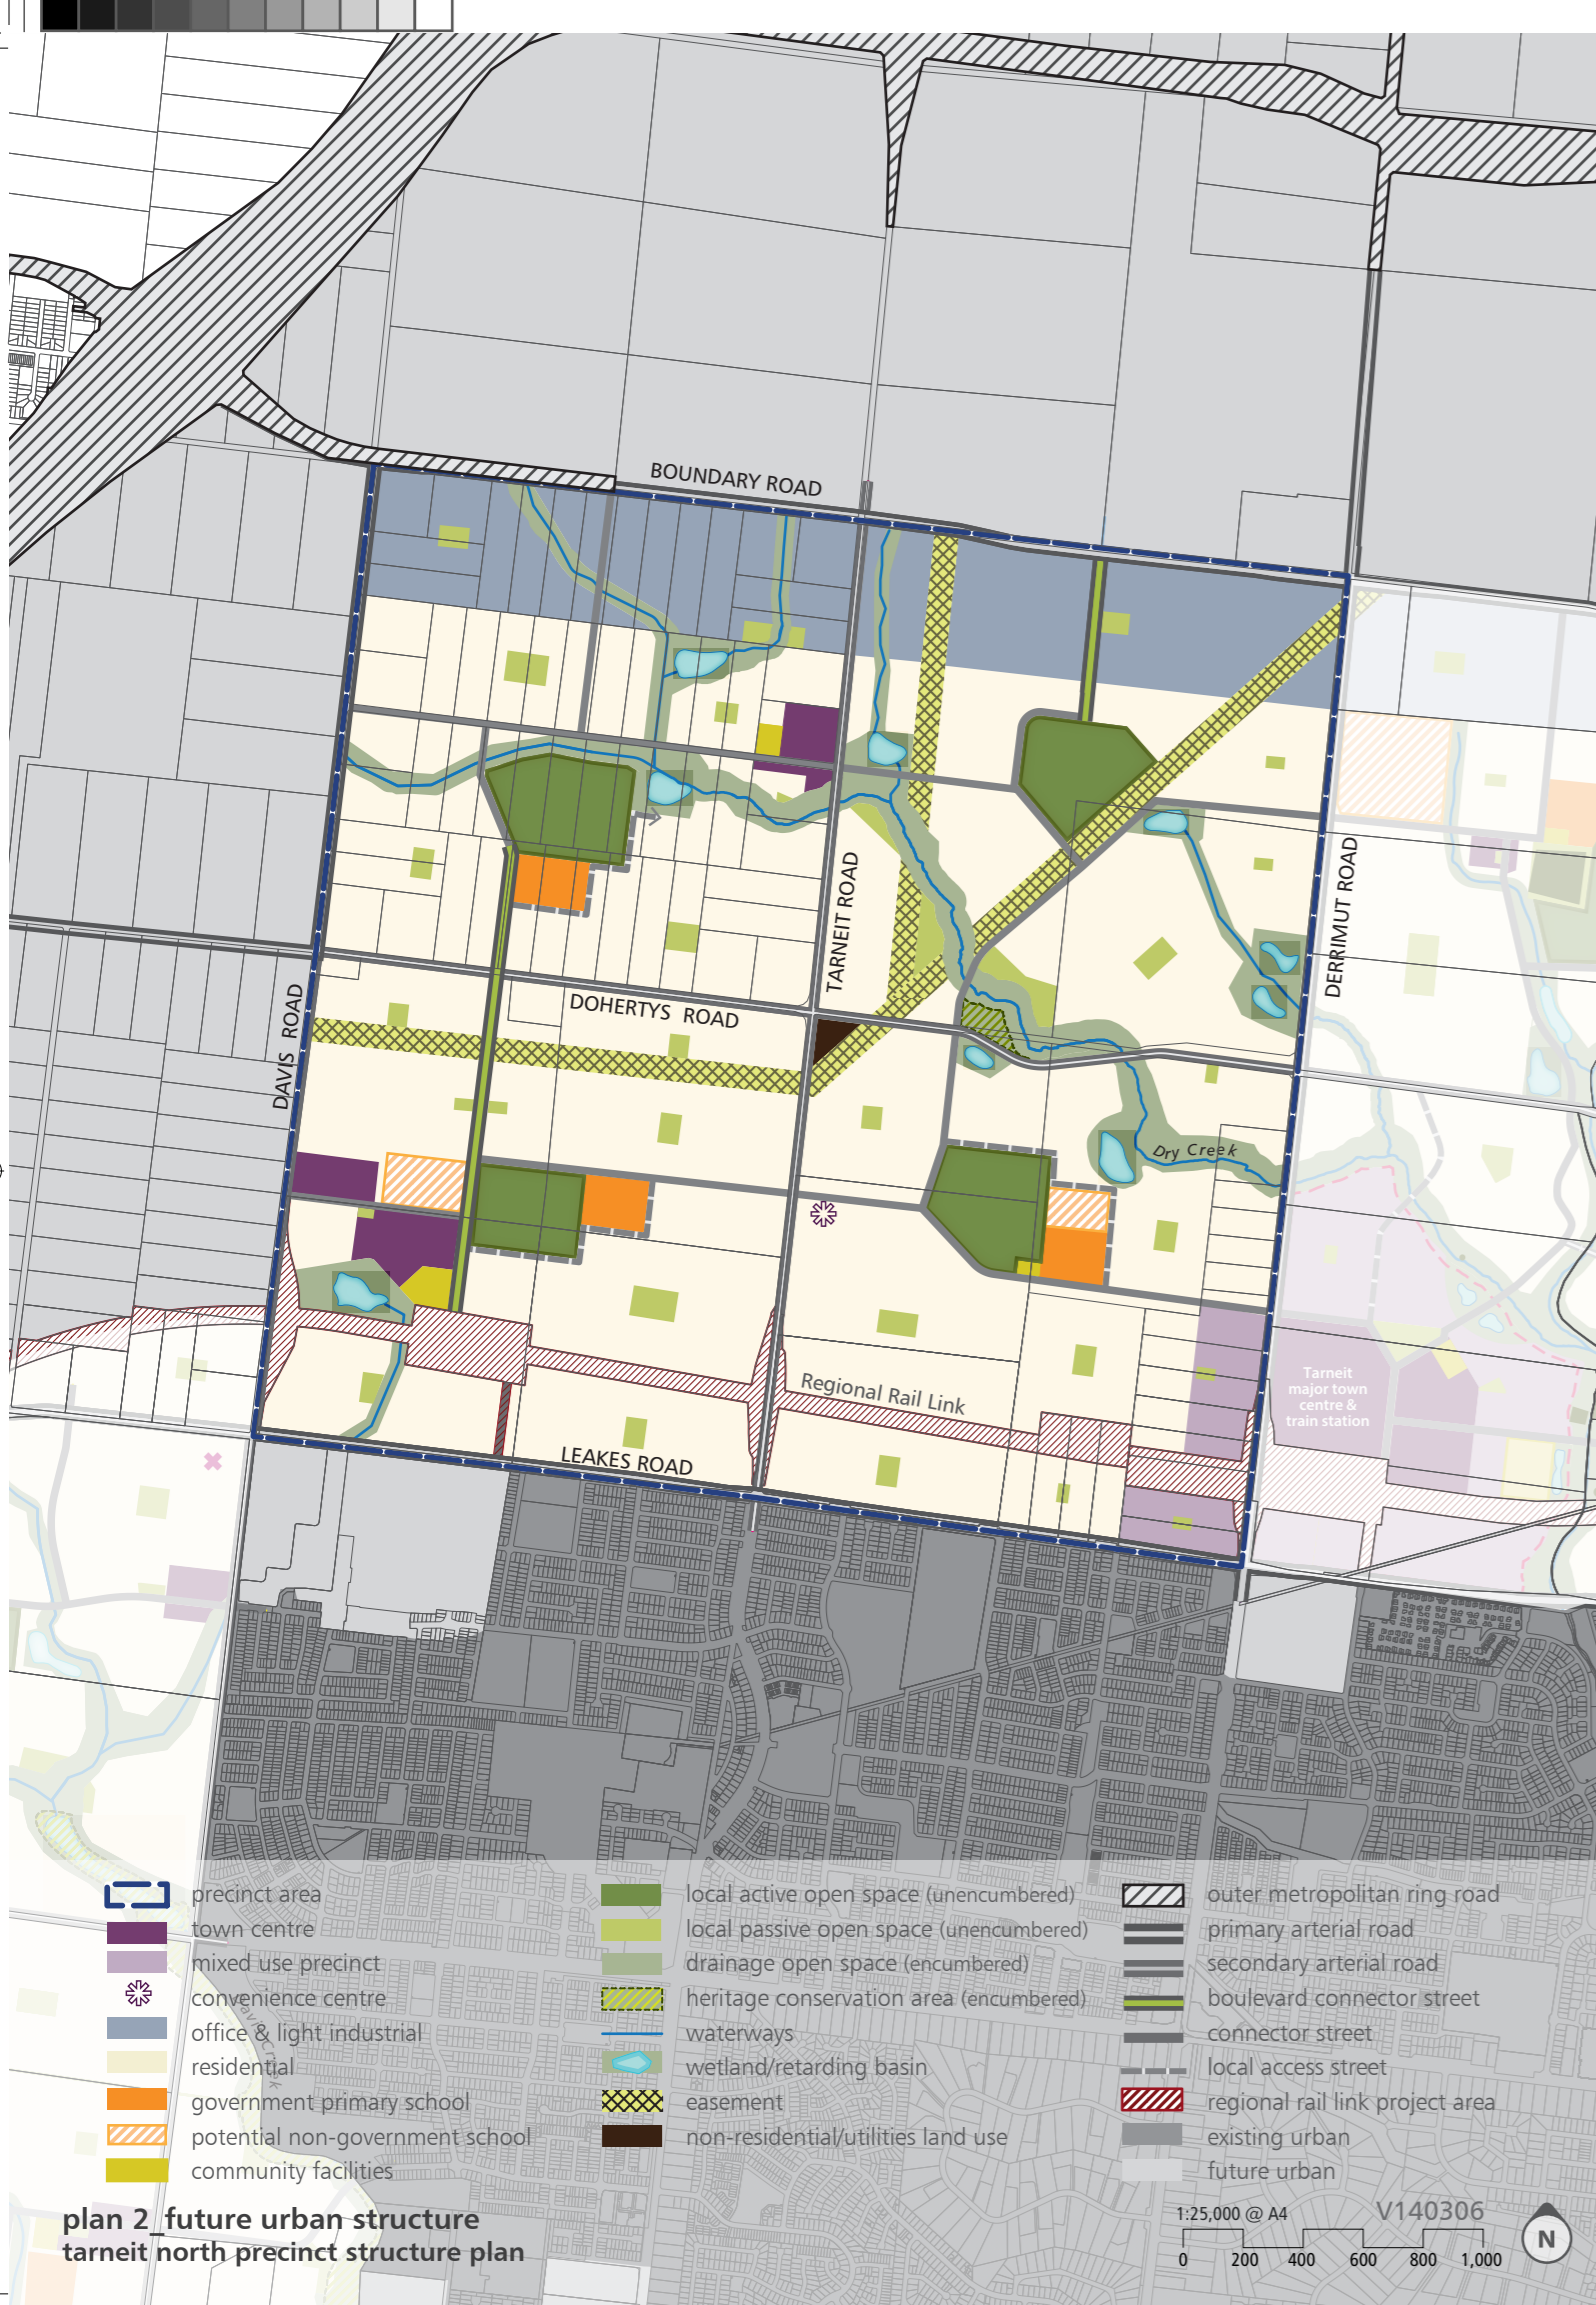 BOUNDARY ROAD
TARNEIT ROAD
DERRIMUT ROAD
DAVIS ROAD
DOHERTYS ROAD
Dry Creek
Regional Rail Link
LEAKES ROAD
Tarneit
major town
centre &
train station
precinct area
town centre
mixed use precinct
convenience centre
office & light industrial
residential
government primary school
potential non-government school
community facilities
local active open space (unencumbered)
local passive open space (unencumbered)
drainage open space (encumbered)
heritage conservation area (encumbered)
waterways
wetland/retarding basin
easement
non-residential/utilities land use
outer metropolitan ring road
primary arterial road
secondary arterial road
boulevard connector street
connector street
local access street
regional rail link project area
existing urban
future urban
plan 2_future urban structure
tarneit north precinct structure plan
1:25,000 @ A4
V140306
0 200 400 600 800 1,000
N